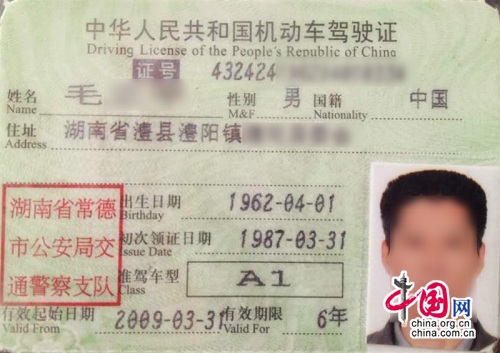 中华人民共和国机动车驾驶证
Driving License of the People's Republic of China
证号 432424
姓名 毛 性别 男 国籍 中国
Name M&F Nationality
住址 湖南省澧县澧阳镇
Address
湖南省常德
市公安局交
通警察支队
出生日期 1962-04-01
Birthday
初次领证日期 1987-03-31
Issue Date
准驾车型 A1
Class
有效起始日期 2009-03-31 有效期限 6年
Valid From Valid For
中国网
china.org.cn
china.com.cn